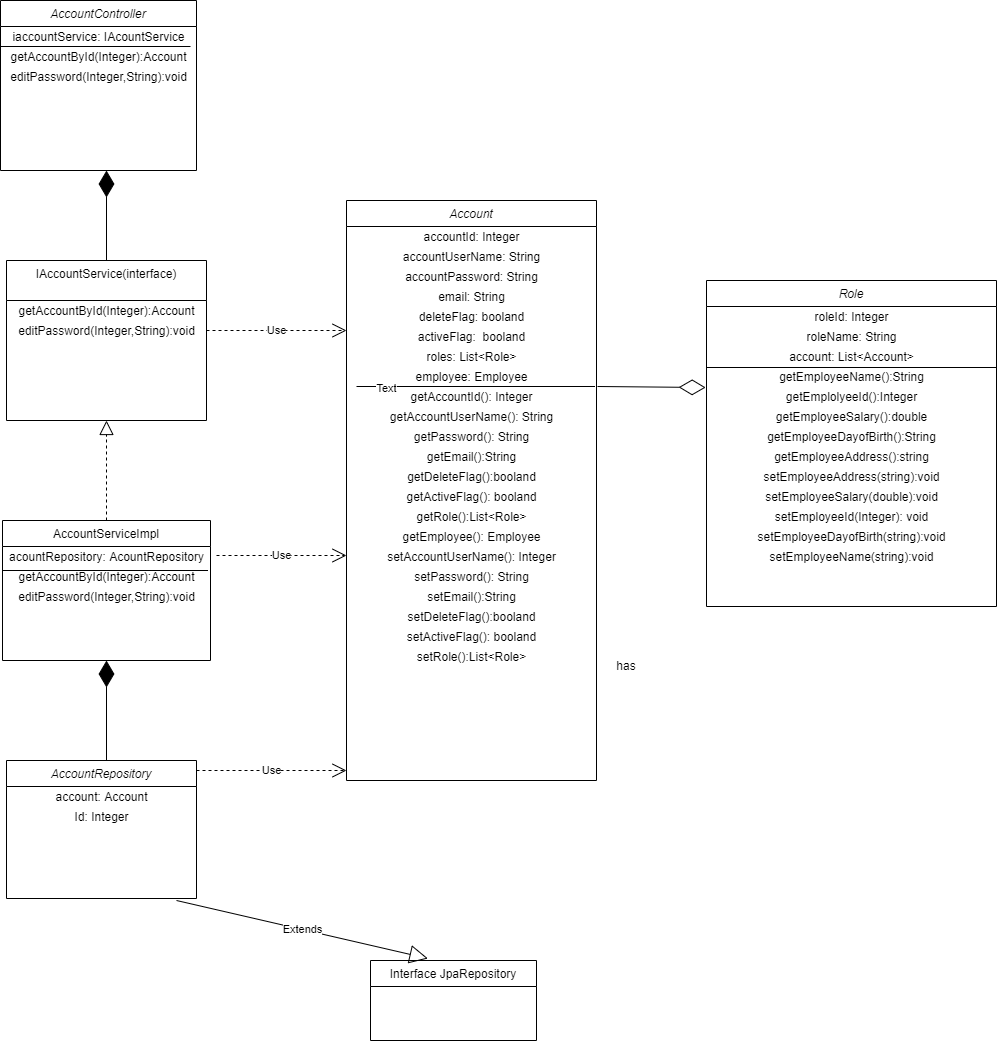 AccountController
iaccountService: IAcountService
getAccountById(Integer):Account
editPassword(Integer,String):void
IAccountService(interface)
getAccountById(Integer):Account
editPassword(Integer,String):void
Use
AccountServiceImpl
acountRepository: AcountRepository
getAccountById(Integer):Account
editPassword(Integer,String):void
Use
AccountRepository
account: Account
Id: Integer
Use
Extends
Interface JpaRepository
Account
accountId: Integer
accountUserName: String
accountPassword: String
email: String
deleteFlag: booland
activeFlag: booland
roles: List<Role>
employee: Employee
Text
getAccountId(): Integer
getAccountUserName(): String
getPassword(): String
getEmail():String
getDeleteFlag():booland
getActiveFlag(): booland
getRole():List<Role>
getEmployee(): Employee
setAccountUserName(): Integer
setPassword(): String
setEmail():String
setDeleteFlag():booland
setActiveFlag(): booland
setRole():List<Role>
has
Role
roleId: Integer
roleName: String
account: List<Account>
getEmployeeName():String
getEmploloyeeId():Integer
getEmployeeSalary():double
getEmployeeDayofBirth():String
getEmployeeAddress():string
setEmployeeAddress(string):void
setEmployeeSalary(double):void
setEmployeeId(Integer): void
setEmployeeDayofBirth(string):void
setEmployeeName(string):void